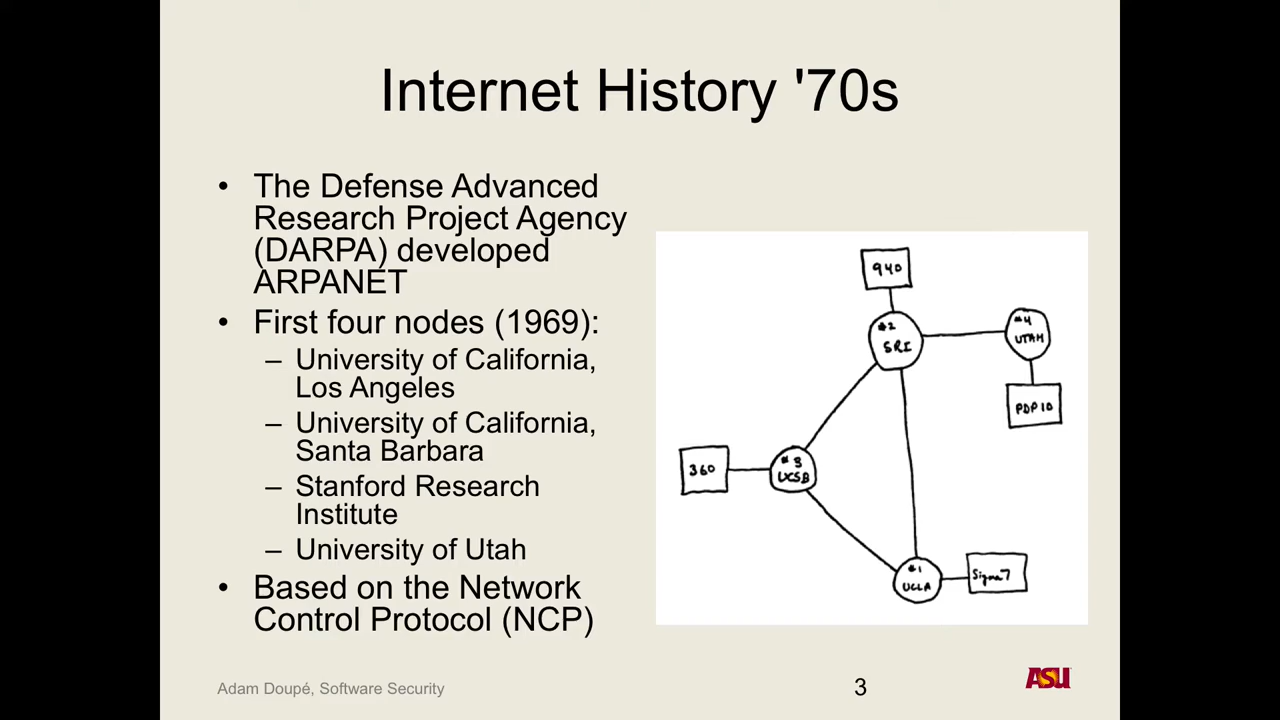 Internet History '70s
• The Defense Advanced
Research Project Agency
(DARPA) developed
ARPANET
• First four nodes (1969):
– University of California,
Los Angeles
– University of California,
Santa Barbara
– Stanford Research
Institute
– University of Utah
• Based on the Network
Control Protocol (NCP)
940
#2
SRI
#4
UTAH
PDP 10
360
#3
UCSB
#1
UCLA
Sigma7
Adam Doupé, Software Security
3
ASU